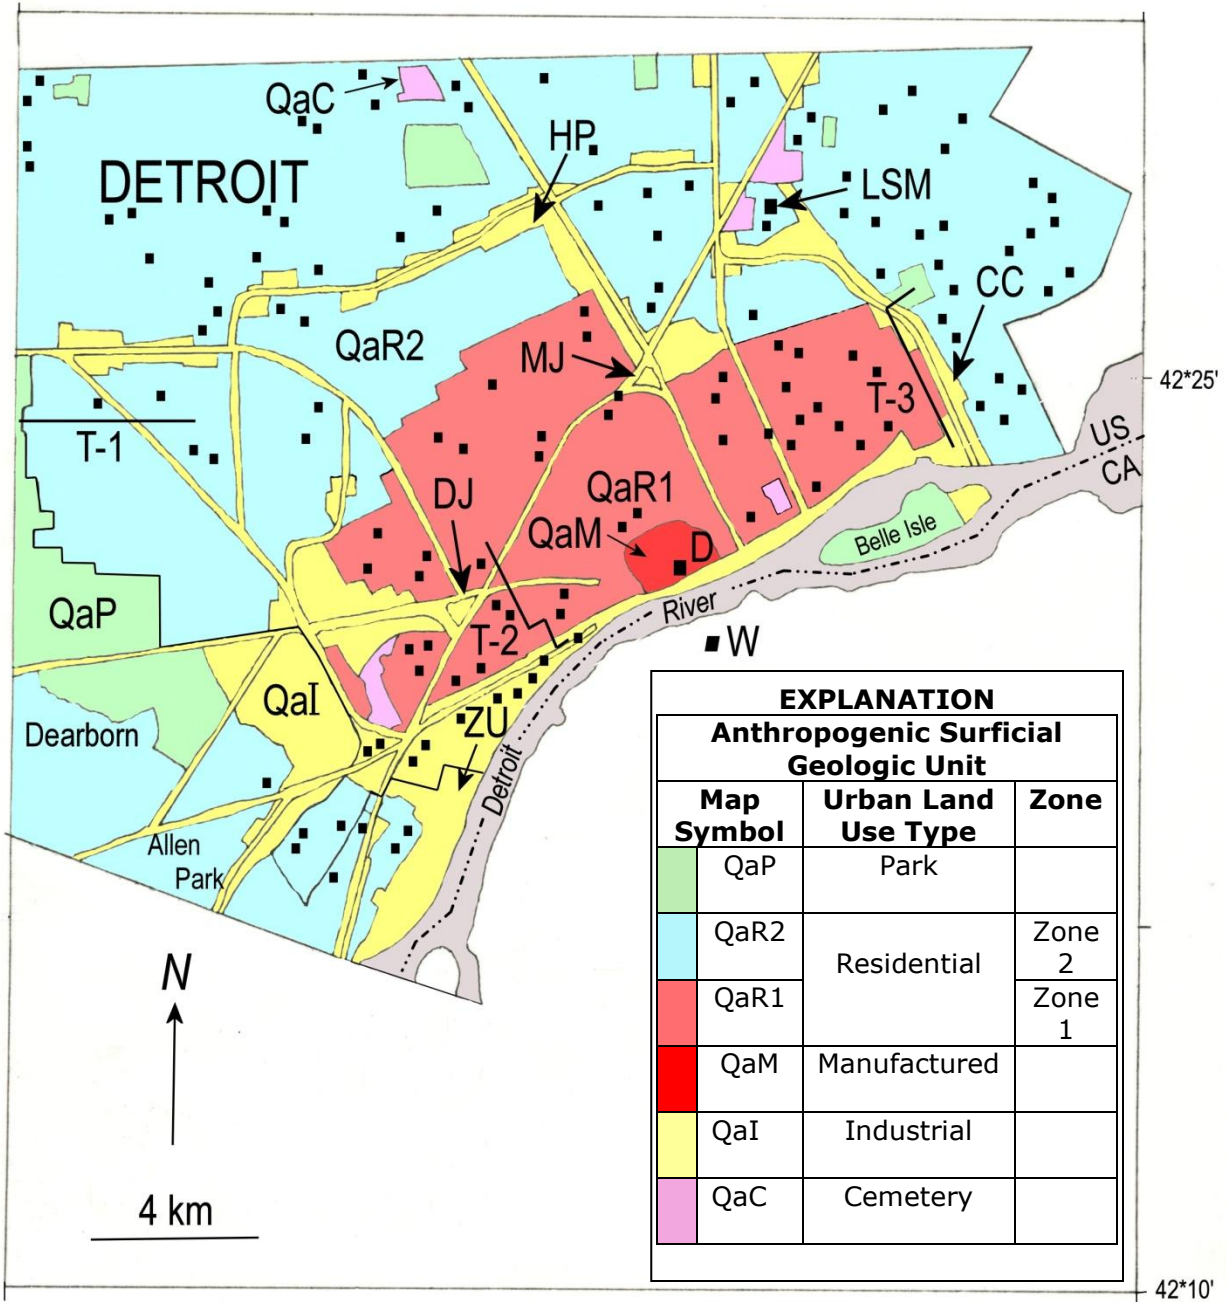 QaC
HP
DETROIT
LSM
CC
QaR2
MJ
42*25'
T-3
T-1
US
CA
DJ
QaR1
QaM
D
Belle Isle
QaP
River
T-2
W
QaI
Dearborn
ZU
Detroit
Allen
Park
N
4 km
EXPLANATION
Anthropogenic Surficial
Geologic Unit
Map
Symbol
Urban Land
Use Type
Zone
QaP
Park
QaR2
Residential
Zone
2
QaR1
Zone
1
QaM
Manufactured
QaI
Industrial
QaC
Cemetery
42*10'